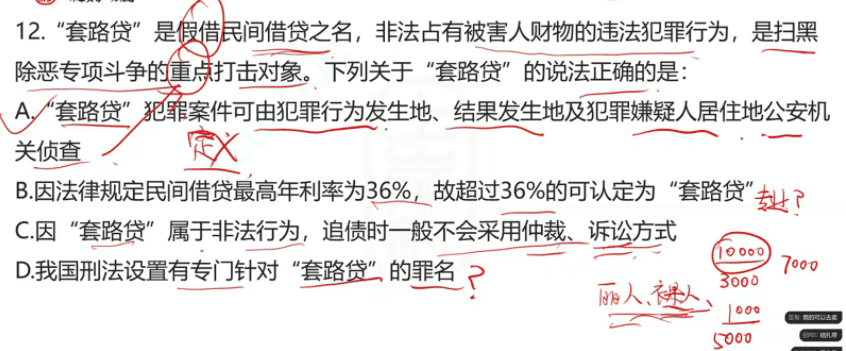 12.“套路贷”是假借民间借贷之名，非法占有被害人财物的违法犯罪行为，是扫黑
除恶专项斗争的重点打击对象。下列关于“套路贷”的说法正确的是：
A.“套路贷”犯罪案件可由犯罪行为发生地、结果发生地及犯罪嫌疑人居住地公安机
关侦查
定义
B.因法律规定民间借贷最高年利率为36%，故超过36%的可认定为“套路贷”
C.因“套路贷”属于非法行为，追债时一般不会采用仲裁、诉讼方式
10000
7000
D.我国刑法设置有专门针对“套路贷”的罪名？
3000
1000
5000